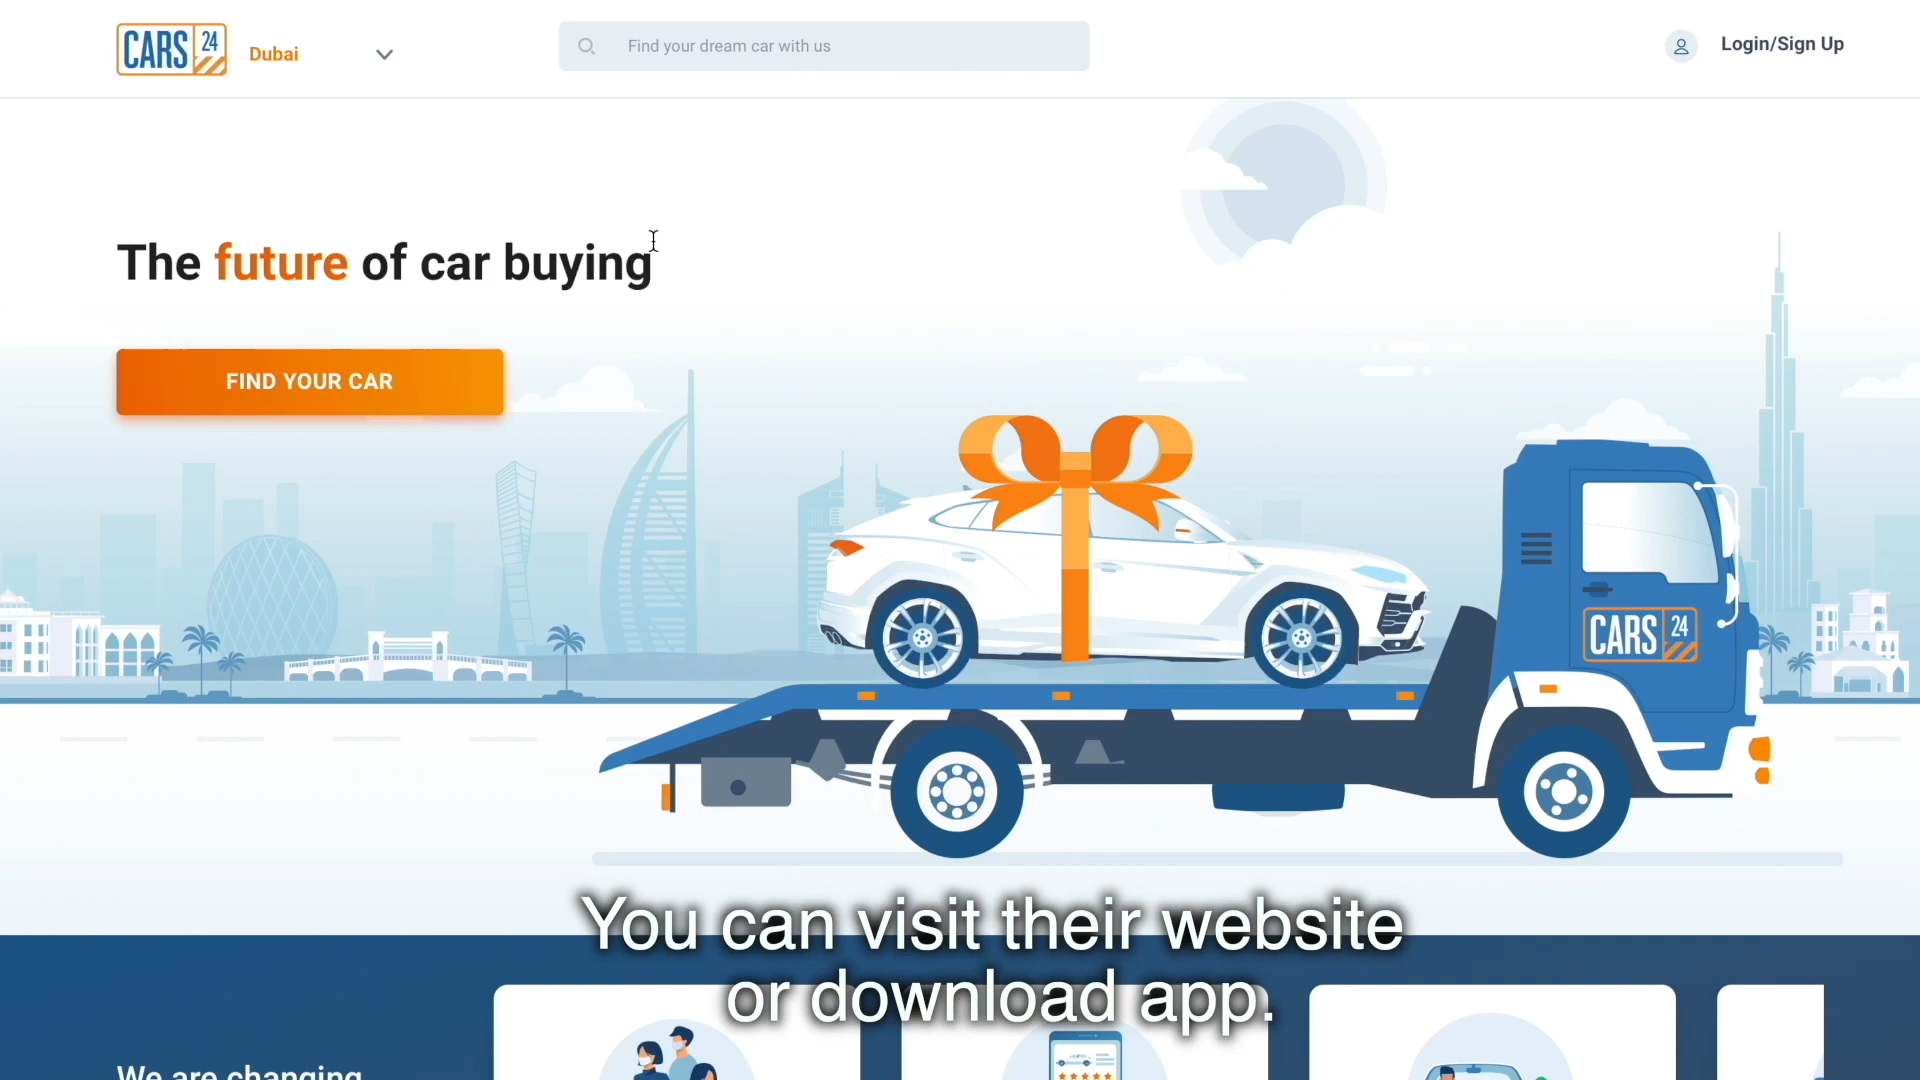 CARS 24
Dubai
Find your dream car with us
Login/Sign Up
The future of car buying
FIND YOUR CAR
CARS 24
You can visit their website
or download app.
We are changing